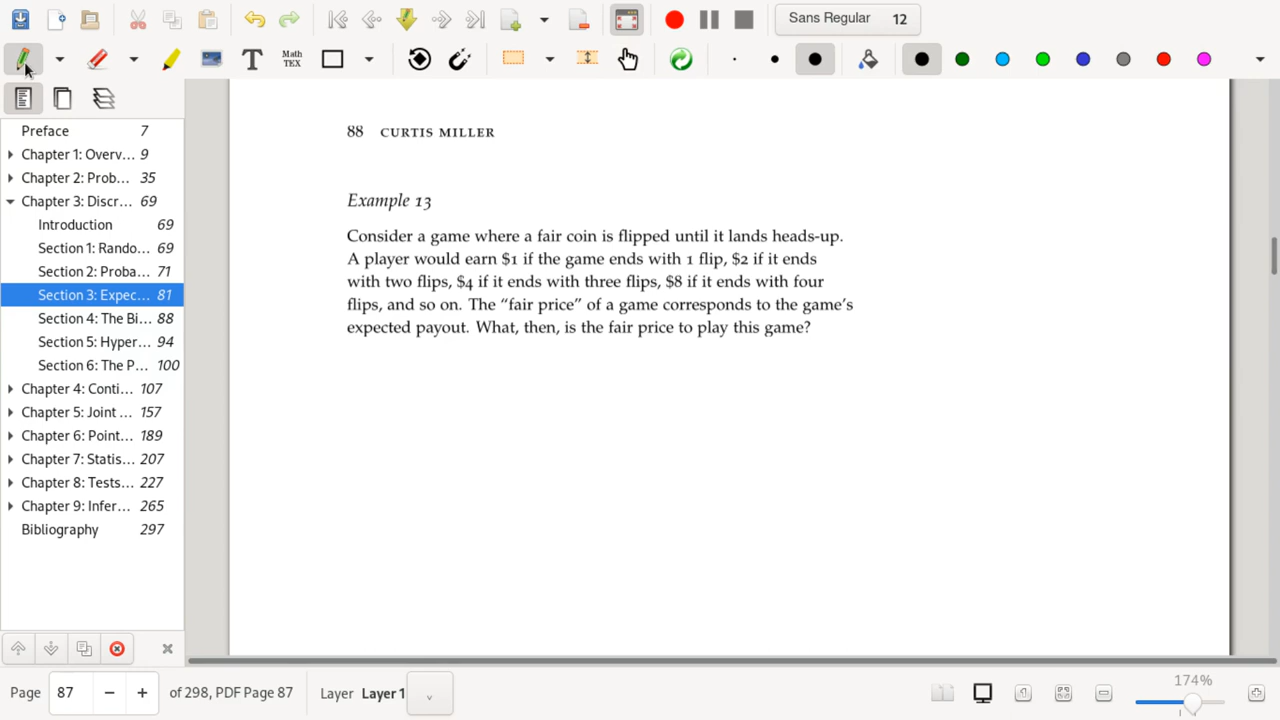 Sans Regular 12
Math
TEX
Preface 7
Chapter 1: Overv... 9
Chapter 2: Prob... 35
Chapter 3: Discr... 69
Introduction 69
Section 1: Rando... 69
Section 2: Proba... 71
Section 3: Expec... 81
Section 4: The Bi... 88
Section 5: Hyper... 94
Section 6: The P... 100
Chapter 4: Conti... 107
Chapter 5: Joint ... 157
Chapter 6: Point... 189
Chapter 7: Statis... 207
Chapter 8: Tests... 227
Chapter 9: Infer... 265
Bibliography 297
88 CURTIS MILLER
Example 13
Consider a game where a fair coin is flipped until it lands heads-up.
A player would earn $1 if the game ends with 1 flip, $2 if it ends
with two flips, $4 if it ends with three flips, $8 if it ends with four
flips, and so on. The “fair price” of a game corresponds to the game’s
expected payout. What, then, is the fair price to play this game?
Page 87 of 298, PDF Page 87 Layer Layer 1
174%